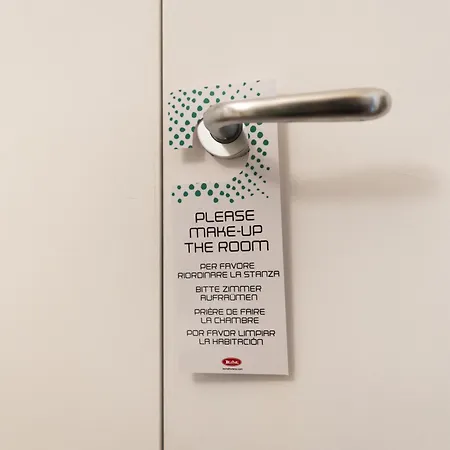 PLEASE
MAKE-UP
THE ROOM
PER FAVORE
RIORDINARE LA STANZA
BITTE ZIMMER
AUFRAÜMEN
PRIÈRE DE FAIRE
LA CHAMBRE
POR FAVOR LIMPIAR
LA HABITACIÓN